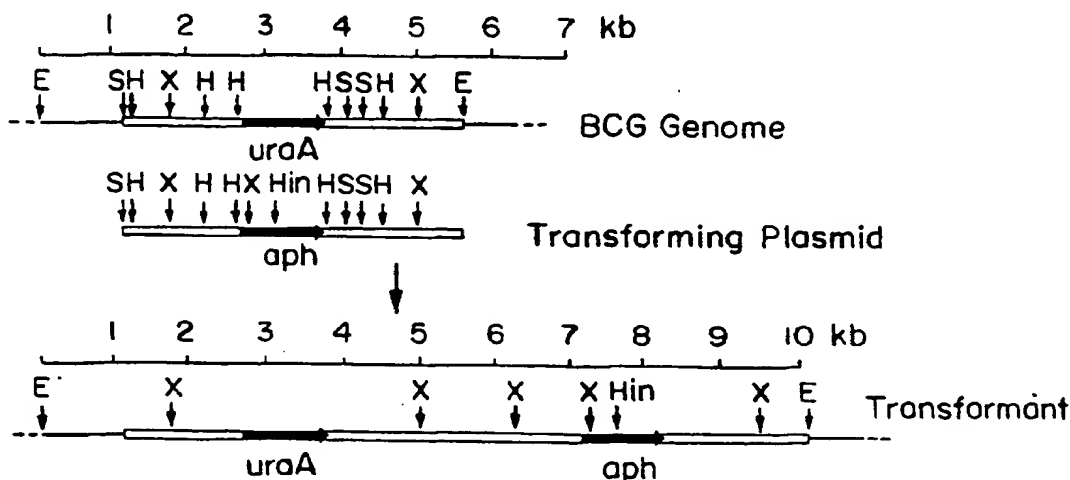 1 2 3 4 5 6 7 kb
E SH X H H HSSH X E
BCG Genome
uraA
SH X H HX Hin HSSH X
Transforming Plasmid
aph
1 2 3 4 5 6 7 8 9 10 kb
E X X X X Hin X E
Transformant
uraA aph